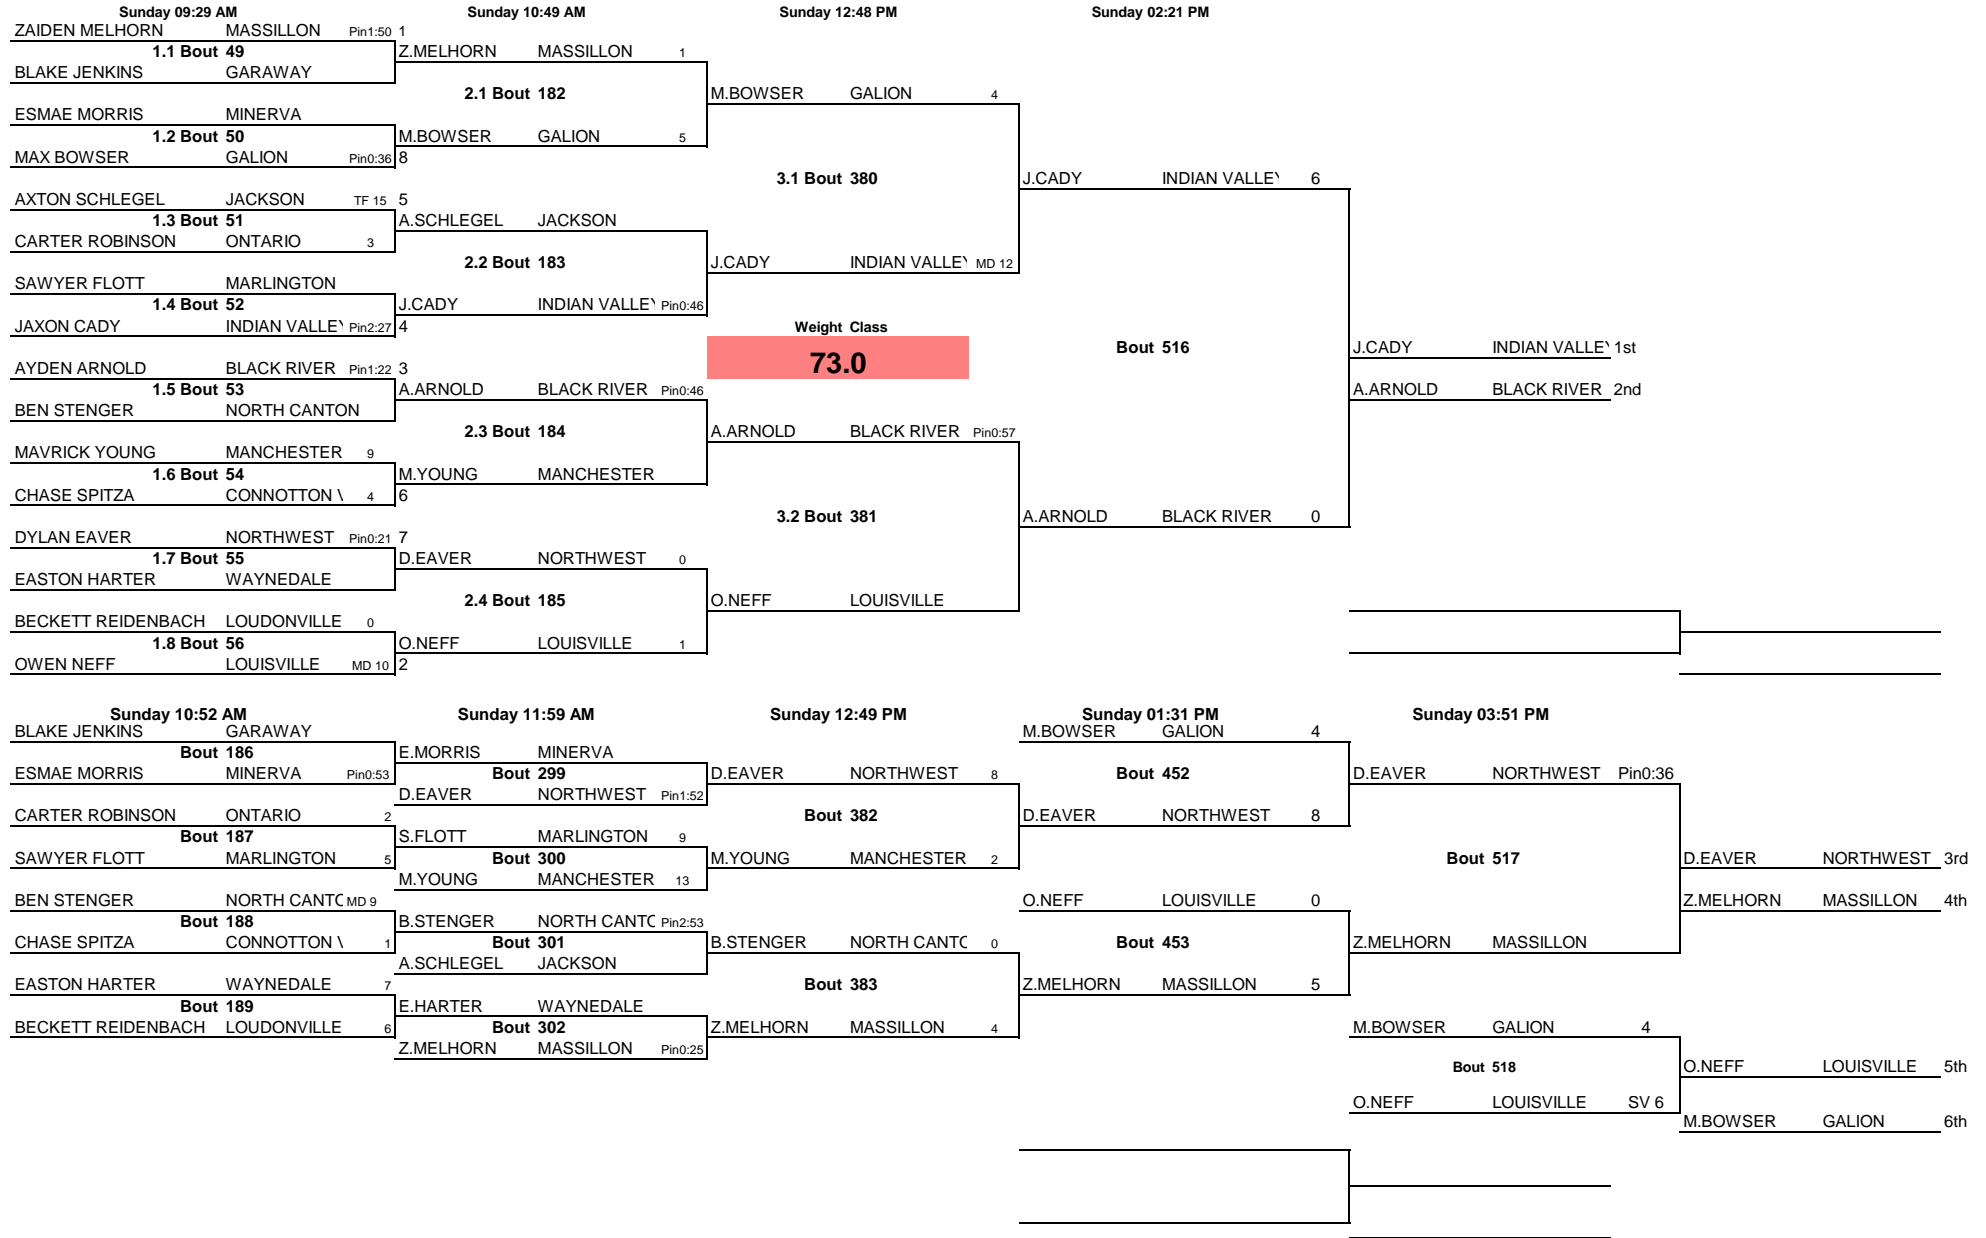 Sunday 09:29 AM Sunday 10:49 AM Sunday 12:48 PM Sunday 02:21 PM
ZAIDEN MELHORN MASSILLON Pin1:50 1
1.1 Bout 49 Z.MELHORN MASSILLON 1
BLAKE JENKINS GARAWAY
2.1 Bout 182 M.BOWSER GALION 4
ESMAE MORRIS MINERVA
1.2 Bout 50 M.BOWSER GALION 5
MAX BOWSER GALION Pin0:36 8
3.1 Bout 380 J.CADY INDIAN VALLEY 6
AXTON SCHLEGEL JACKSON TF 15 5
1.3 Bout 51 A.SCHLEGEL JACKSON
CARTER ROBINSON ONTARIO 3
2.2 Bout 183 J.CADY INDIAN VALLEY MD 12
SAWYER FLOTT MARLINGTON
1.4 Bout 52 J.CADY INDIAN VALLEY Pin0:46
JAXON CADY INDIAN VALLEY Pin2:27 4 Weight Class
Bout 516 J.CADY INDIAN VALLEY 1st
73.0
AYDEN ARNOLD BLACK RIVER Pin1:22 3
1.5 Bout 53 A.ARNOLD BLACK RIVER Pin0:46 A.ARNOLD BLACK RIVER 2nd
BEN STENGER NORTH CANTON
2.3 Bout 184 A.ARNOLD BLACK RIVER Pin0:57
MAVRICK YOUNG MANCHESTER 9
1.6 Bout 54 M.YOUNG MANCHESTER
CHASE SPITZA CONNOTTON \ 4 6
3.2 Bout 381 A.ARNOLD BLACK RIVER 0
DYLAN EAVER NORTHWEST Pin0:21 7
1.7 Bout 55 D.EAVER NORTHWEST 0
EASTON HARTER WAYNEDALE
2.4 Bout 185 O.NEFF LOUISVILLE
BECKETT REIDENBACH LOUDONVILLE 0
1.8 Bout 56 O.NEFF LOUISVILLE 1
OWEN NEFF LOUISVILLE MD 10 2
Sunday 10:52 AM Sunday 11:59 AM Sunday 12:49 PM Sunday 01:31 PM Sunday 03:51 PM
BLAKE JENKINS GARAWAY M.BOWSER GALION 4
Bout 186 E.MORRIS MINERVA
ESMAE MORRIS MINERVA Pin0:53 Bout 299 D.EAVER NORTHWEST 8 Bout 452 D.EAVER NORTHWEST Pin0:36
D.EAVER NORTHWEST Pin1:52
CARTER ROBINSON ONTARIO 2 Bout 382 D.EAVER NORTHWEST 8
Bout 187 S.FLOTT MARLINGTON 9
SAWYER FLOTT MARLINGTON 5 Bout 300 M.YOUNG MANCHESTER 2 Bout 517 D.EAVER NORTHWEST 3rd
M.YOUNG MANCHESTER 13
BEN STENGER NORTH CANTC MD 9 O.NEFF LOUISVILLE 0 Z.MELHORN MASSILLON 4th
Bout 188 B.STENGER NORTH CANTC Pin2:53
CHASE SPITZA CONNOTTON \ 1 Bout 301 B.STENGER NORTH CANTC 0 Bout 453 Z.MELHORN MASSILLON
A.SCHLEGEL JACKSON
EASTON HARTER WAYNEDALE 7 Bout 383 Z.MELHORN MASSILLON 5
Bout 189 E.HARTER WAYNEDALE
BECKETT REIDENBACH LOUDONVILLE 6 Bout 302 Z.MELHORN MASSILLON 4 M.BOWSER GALION 4
Z.MELHORN MASSILLON Pin0:25
Bout 518 O.NEFF LOUISVILLE 5th
O.NEFF LOUISVILLE SV 6
M.BOWSER GALION 6th